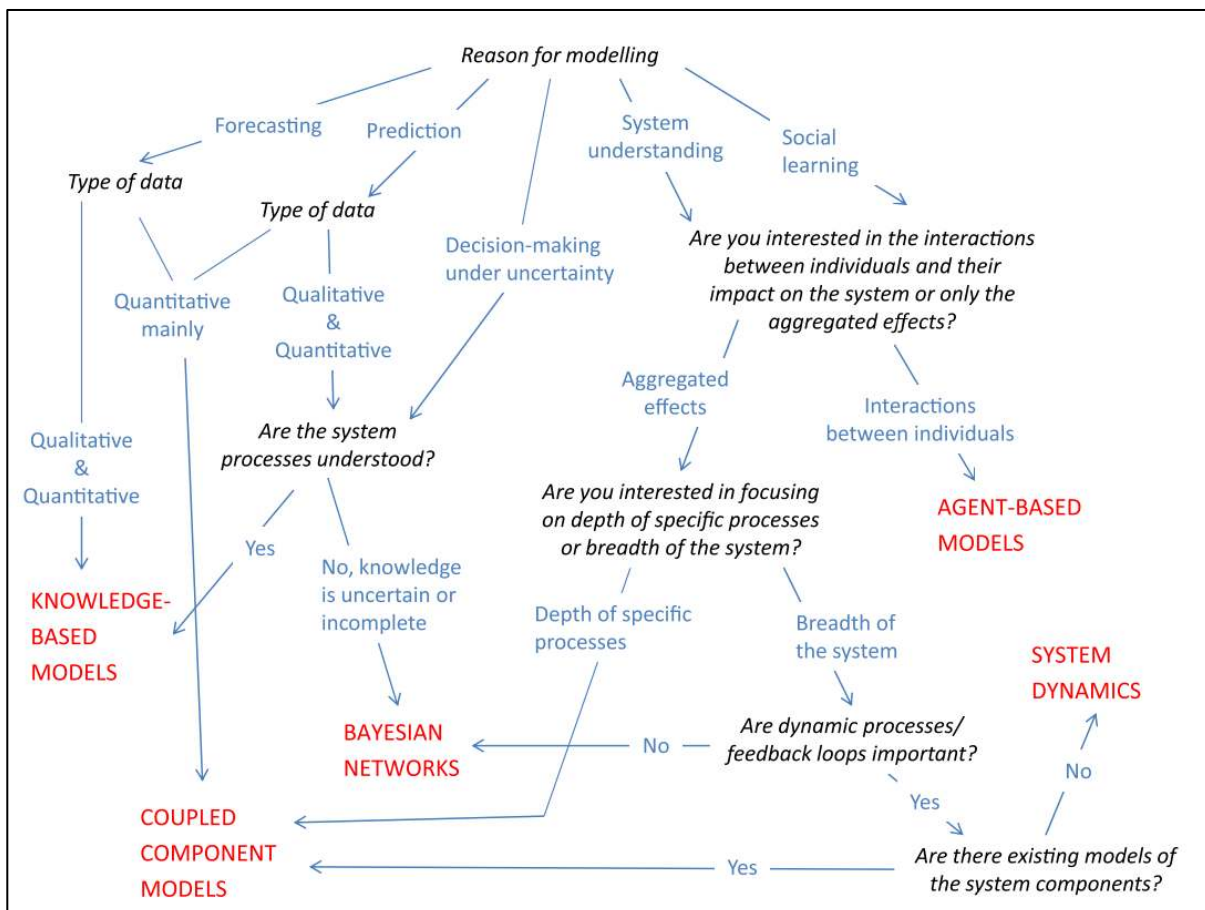 Reason for modelling
Forecasting
Prediction
System
understanding
Social
learning
Type of data
Type of data
Quantitative
mainly
Qualitative
&
Quantitative
Decision-making
under uncertainty
Are you interested in the interactions
between individuals and their
impact on the system or only the
aggregated effects?
Qualitative
&
Quantitative
Are the system
processes understood?
Aggregated
effects
Interactions
between individuals
Yes
No, knowledge
is uncertain or
incomplete
Are you interested in focusing
on depth of specific processes
or breadth of the system?
AGENT-BASED
MODELS
KNOWLEDGE-
BASED
MODELS
Depth of specific
processes
Breadth of
the system
SYSTEM
DYNAMICS
BAYESIAN
NETWORKS
No
Are dynamic processes/
feedback loops important?
Yes
No
COUPLED
COMPONENT
MODELS
Yes
Are there existing models of
the system components?